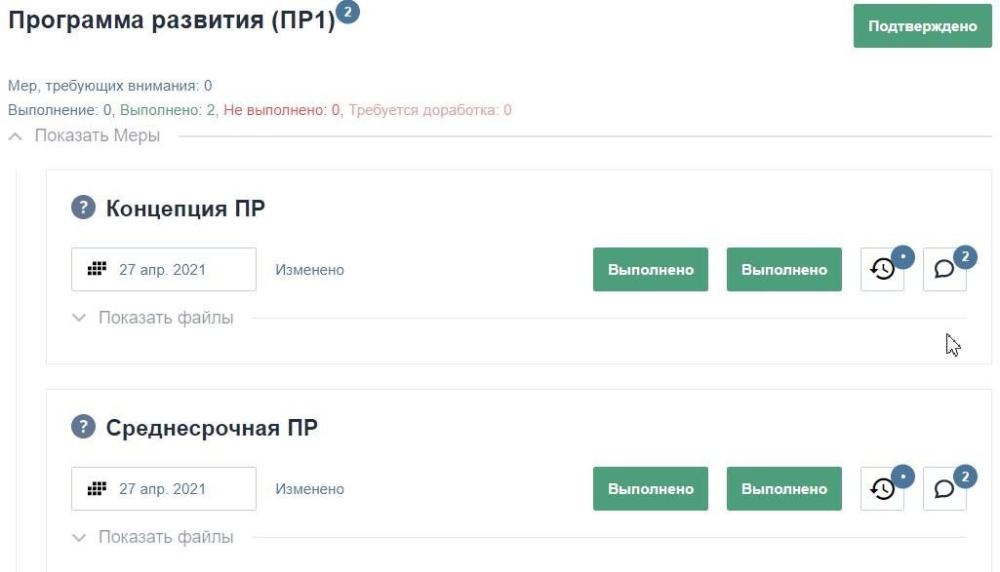 Программа развития (ПР1) 2
Подтверждено
Мер, требующих внимания: 0
Выполнение: 0, Выполнено: 2, Не выполнено: 0, Требуется доработка: 0
Показать Меры
? Концепция ПР
27 апр. 2021 Изменено Выполнено Выполнено 2
Показать файлы
? Среднесрочная ПР
27 апр. 2021 Изменено Выполнено Выполнено 2
Показать файлы